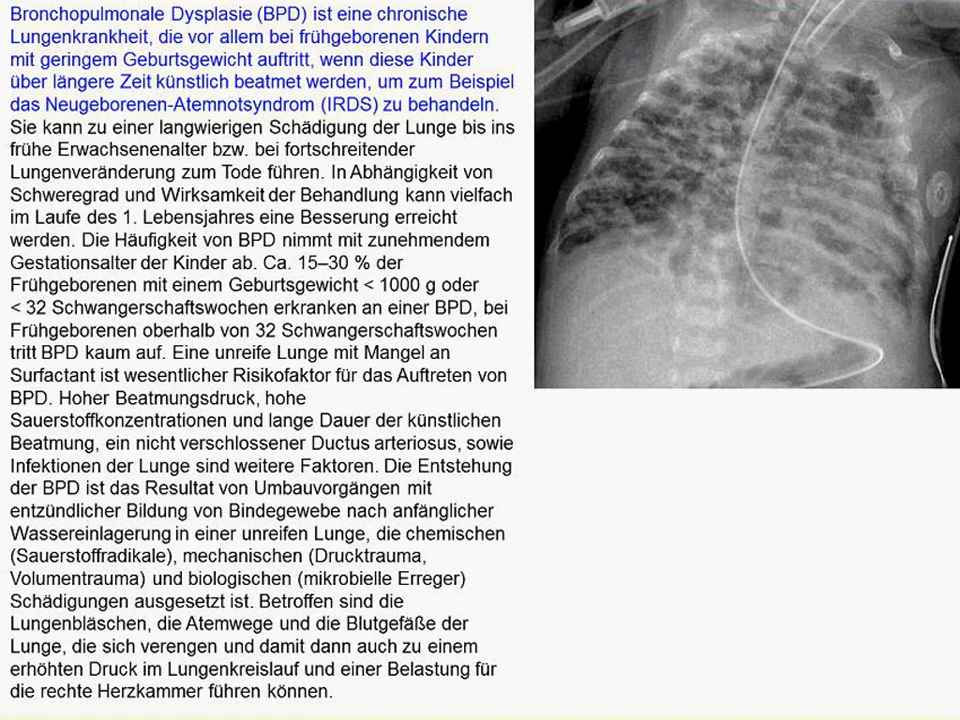 Bronchopulmonale Dysplasie (BPD) ist eine chronische
Lungenkrankheit, die vor allem bei frühgeborenen Kindern
mit geringem Geburtsgewicht auftritt, wenn diese Kinder
über längere Zeit künstlich beatmet werden, um zum Beispiel
das Neugeborenen-Atemnotsyndrom (IRDS) zu behandeln.
Sie kann zu einer langwierigen Schädigung der Lunge bis ins
frühe Erwachsenenalter bzw. bei fortschreitender
Lungenveränderung zum Tode führen. In Abhängigkeit von
Schweregrad und Wirksamkeit der Behandlung kann vielfach
im Laufe des 1. Lebensjahres eine Besserung erreicht
werden. Die Häufigkeit von BPD nimmt mit zunehmendem
Gestationsalter der Kinder ab. Ca. 15–30 % der
Frühgeborenen mit einem Geburtsgewicht < 1000 g oder
< 32 Schwangerschaftswochen erkranken an einer BPD, bei
Frühgeborenen oberhalb von 32 Schwangerschaftswochen
tritt BPD kaum auf. Eine unreife Lunge mit Mangel an
Surfactant ist wesentlicher Risikofaktor für das Auftreten von
BPD. Hoher Beatmungsdruck, hohe
Sauerstoffkonzentrationen und lange Dauer der künstlichen
Beatmung, ein nicht verschlossener Ductus arteriosus, sowie
Infektionen der Lunge sind weitere Faktoren. Die Entstehung
der BPD ist das Resultat von Umbauvorgängen mit
entzündlicher Bildung von Bindegewebe nach anfänglicher
Wassereinlagerung in einer unreifen Lunge, die chemischen
(Sauerstoffradikale), mechanischen (Drucktrauma,
Volumentrauma) und biologischen (mikrobielle Erreger)
Schädigungen ausgesetzt ist. Betroffen sind die
Lungenbläschen, die Atemwege und die Blutgefäße der
Lunge, die sich verengen und damit dann auch zu einem
erhöhten Druck im Lungenkreislauf und einer Belastung für
die rechte Herzkammer führen können.